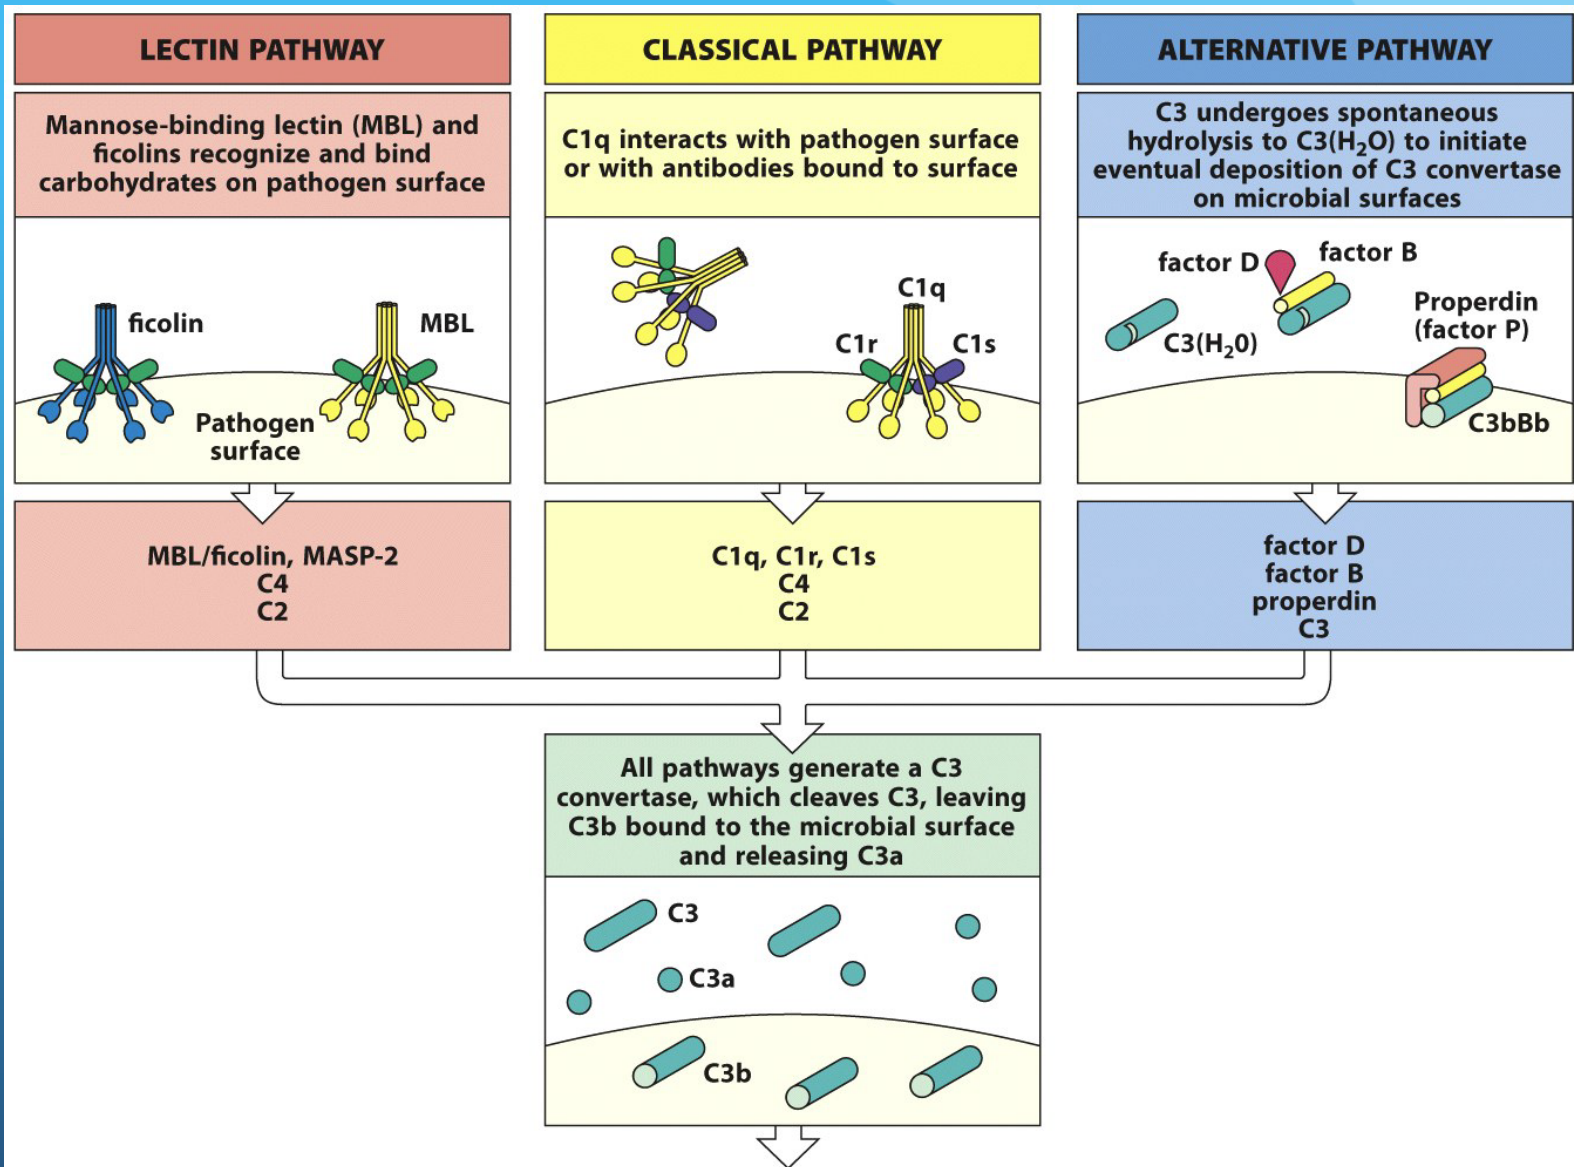 LECTIN PATHWAY
Mannose-binding lectin (MBL) and
ficolins recognize and bind
carbohydrates on pathogen surface
ficolin
MBL
Pathogen
surface
MBL/ficolin, MASP-2
C4
C2
CLASSICAL PATHWAY
C1q interacts with pathogen surface
or with antibodies bound to surface
C1q
C1r
C1s
C1q, C1r, C1s
C4
C2
ALTERNATIVE PATHWAY
C3 undergoes spontaneous
hydrolysis to C3(H₂O) to initiate
eventual deposition of C3 convertase
on microbial surfaces
factor D
factor B
C3(H₂0)
Properdin
(factor P)
C3bBb
factor D
factor B
properdin
C3
All pathways generate a C3
convertase, which cleaves C3, leaving
C3b bound to the microbial surface
and releasing C3a
C3
C3a
C3b